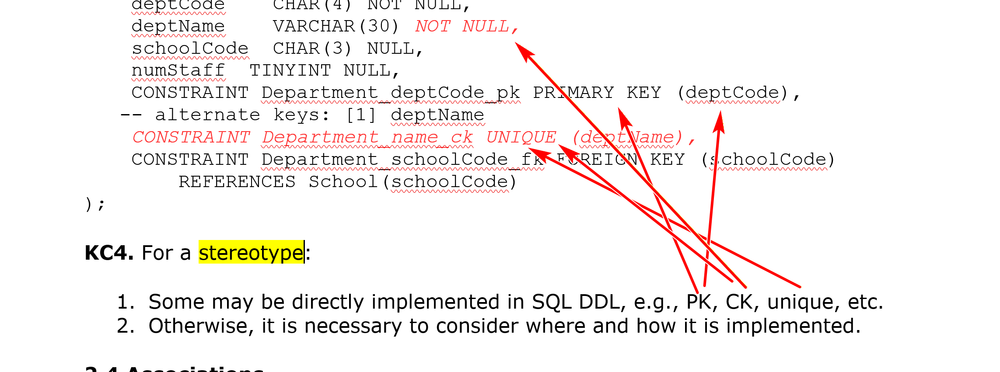 deptCode CHAR(4) NOT NULL,
deptName VARCHAR(30) NOT NULL,
schoolCode CHAR(3) NULL,
numStaff TINYINT NULL,
CONSTRAINT Department_deptCode_pk PRIMARY KEY (deptCode),
-- alternate keys: [1] deptName
CONSTRAINT Department_name_ck UNIQUE (deptName),
CONSTRAINT Department_schoolCode_fk FOREIGN KEY (schoolCode)
REFERENCES School(schoolCode)
);
KC4. For a stereotype:
1. Some may be directly implemented in SQL DDL, e.g., PK, CK, unique, etc.
2. Otherwise, it is necessary to consider where and how it is implemented.
2.4 Associations